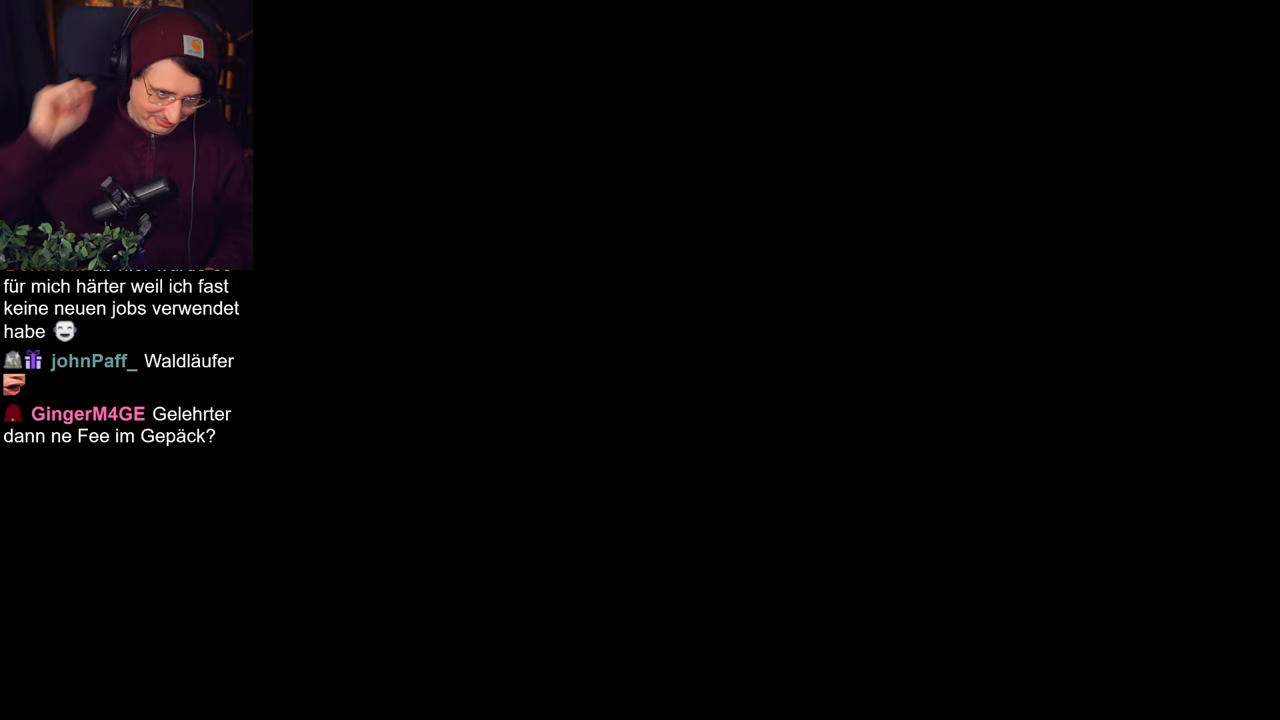 für mich härter weil ich fast
keine neuen jobs verwendet
habe
johnPaff_ Waldläufer
GingerM4GE Gelehrter
dann ne Fee im Gepäck?